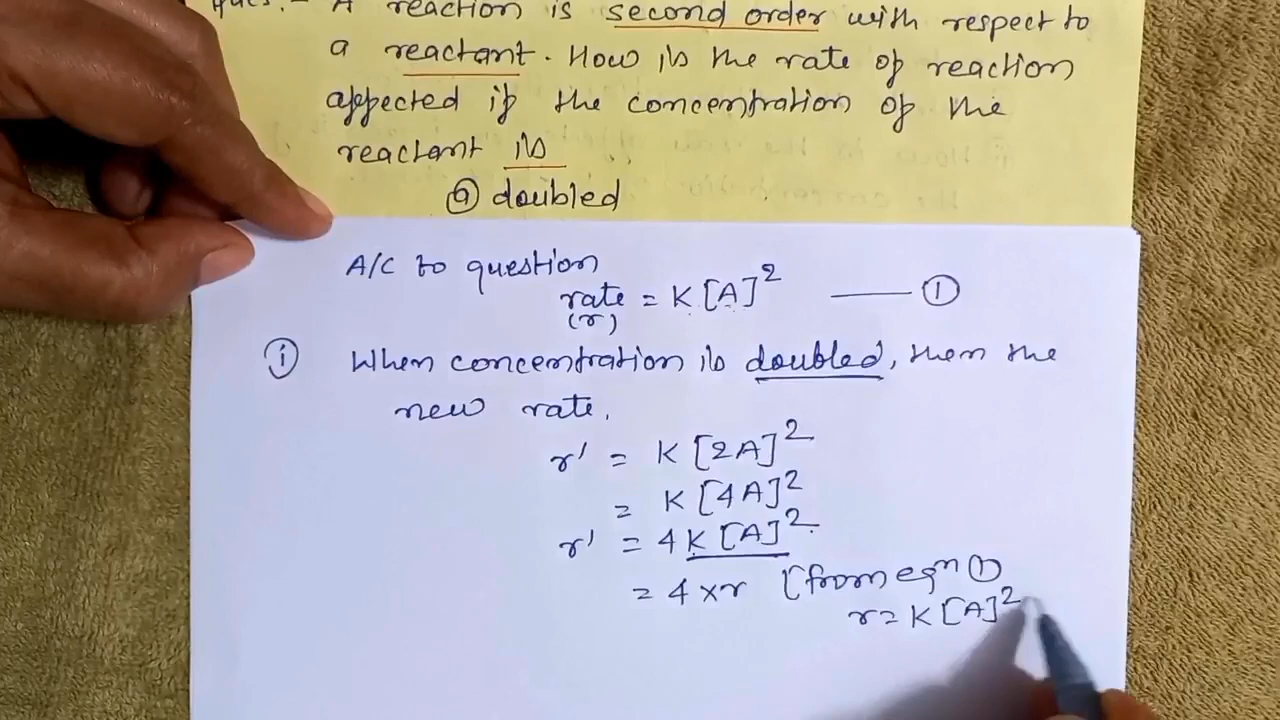 Ques:- A reaction is second order with respect to
a reactant. How is the rate of reaction
affected if the concentration of the
reactant is
(a) doubled
A/C to question
rate = K[A]² —— ①
(r)
(i) When concentration is doubled, then the
new rate,
r' = K[2A]²
= K[4A]²
r' = 4K[A]²
= 4×r [from eqn ①
r = K[A]²